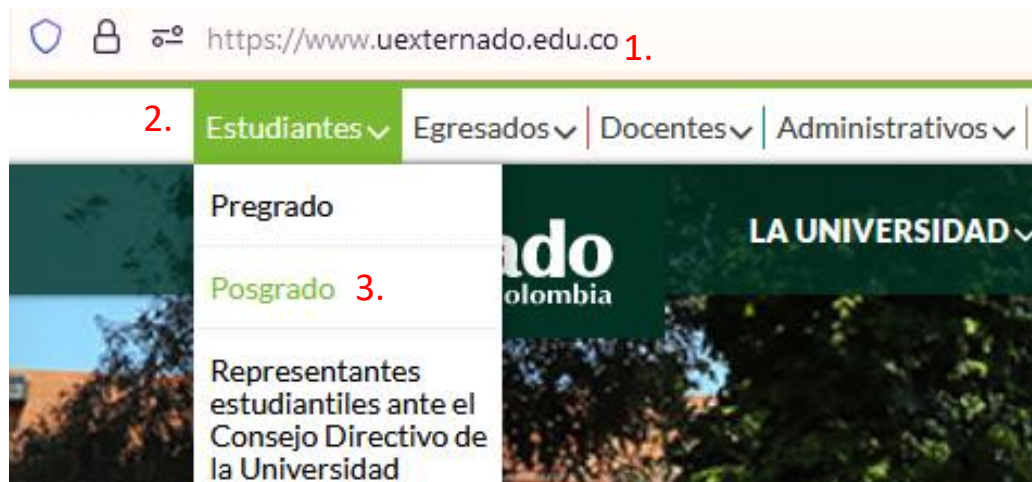 https://www.uexternado.edu.co 1.
2. Estudiantes Egresados Docentes Administrativos
Pregrado
ado
LA UNIVERSIDAD
Posgrado 3.
olombia
Representantes
estudiantiles ante el
Consejo Directivo de
la Universidad